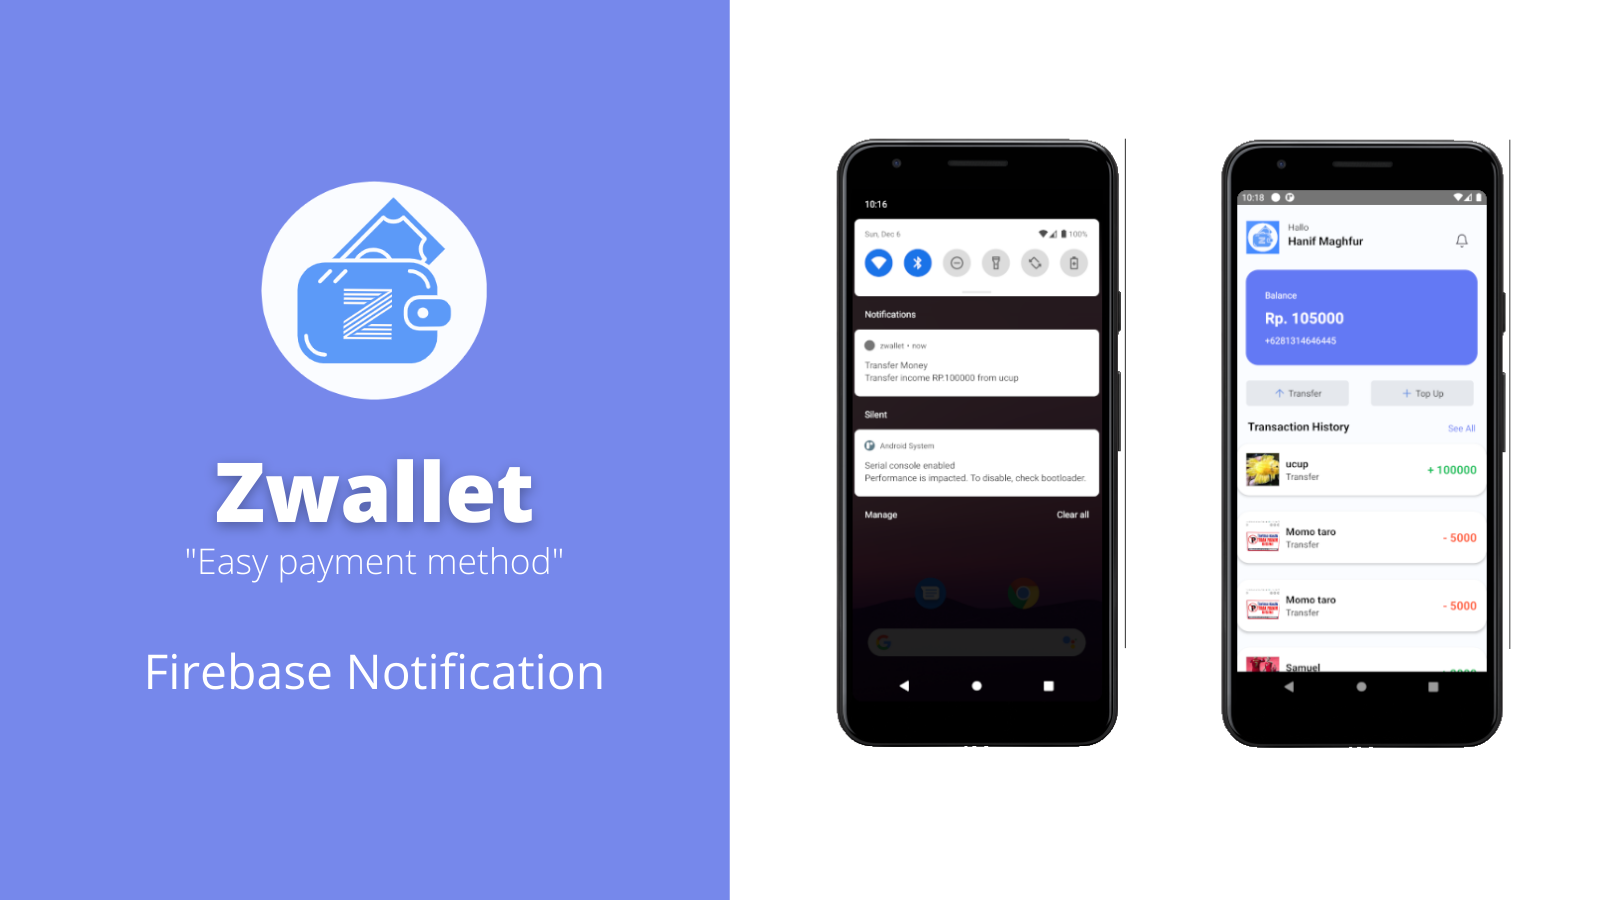 Z
Zwallet
"Easy payment method"
Firebase Notification
10:16
Sun, Dec 6
100%
Notifications
zwallet • now
Transfer Money
Transfer income RP.100000 from ucup
Silent
Android System
Serial console enabled
Performance is impacted. To disable, check bootloader.
Manage
Clear all
10:18
Hallo
Hanif Maghfur
Balance
Rp. 105000
+6281314646445
Transfer
Top Up
Transaction History
See All
ucup
Transfer
+ 100000
Momo taro
Transfer
- 5000
Momo taro
Transfer
- 5000
Samuel